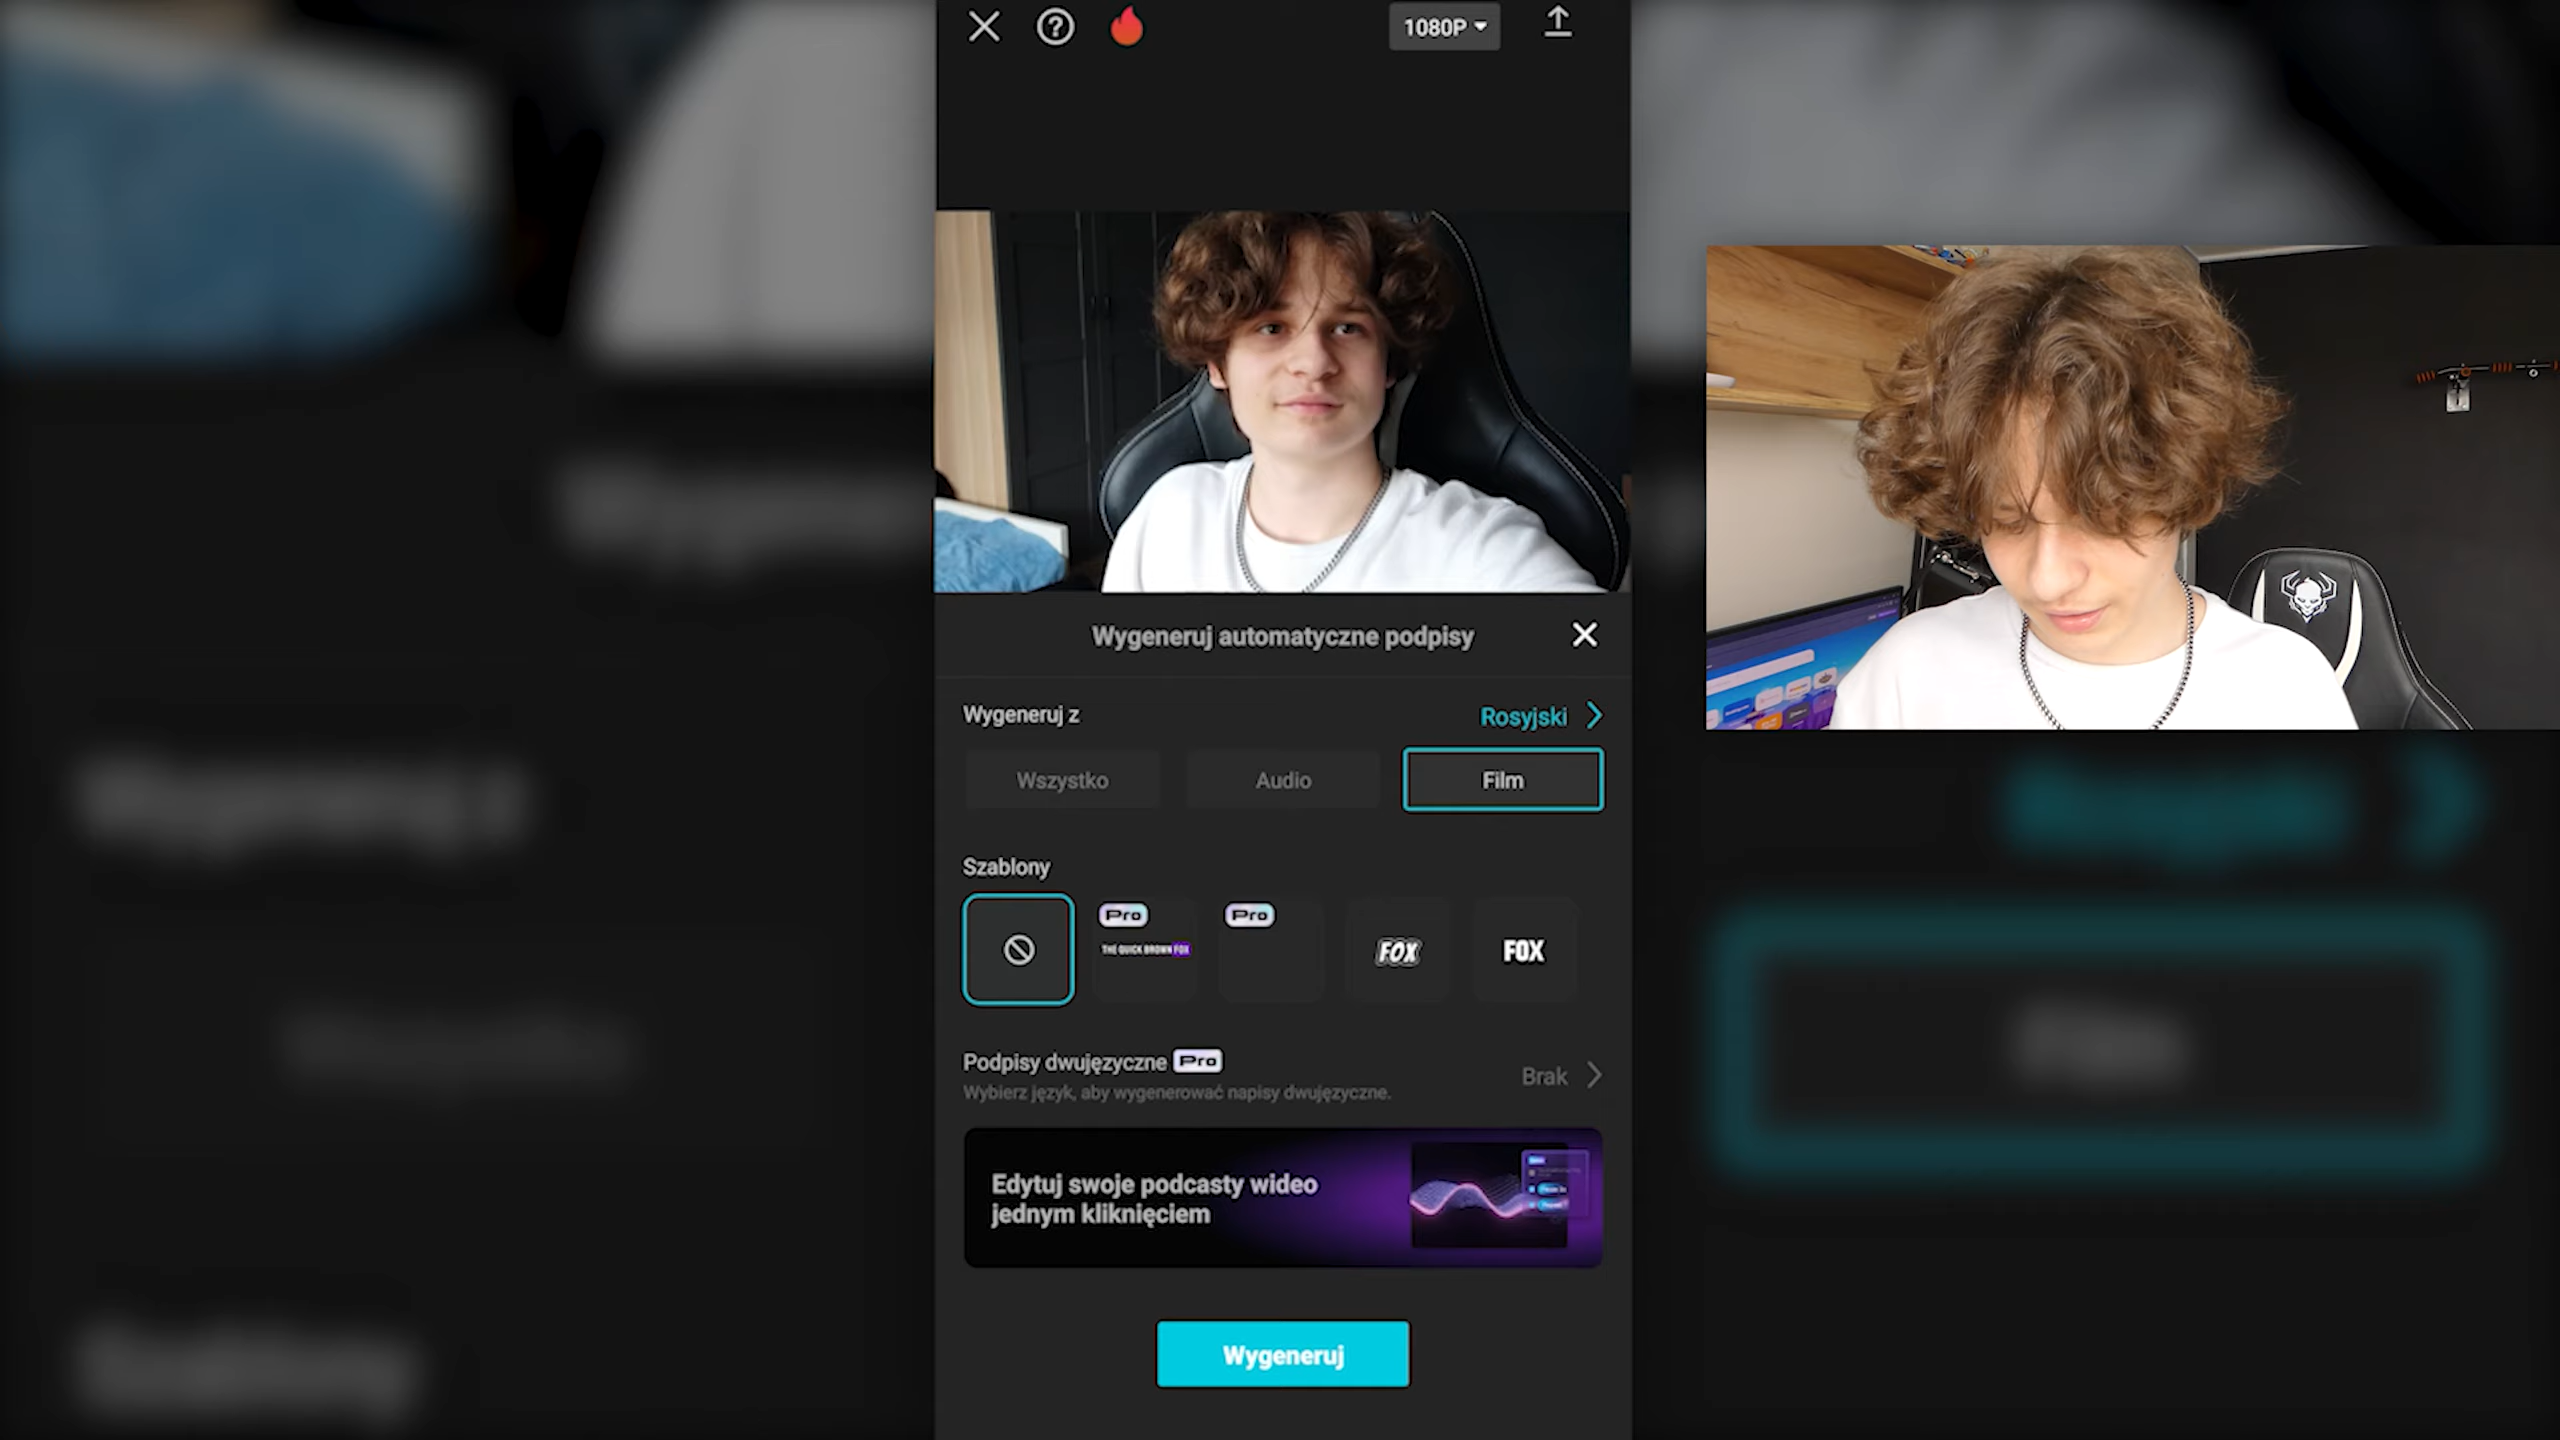 1080P
Wygeneruj automatyczne podpisy
Wygeneruj z
Rosyjski
Wszystko
Audio
Film
Szablony
Pro
THE QUICK BROWN FOX
Pro
FOX
FOX
Podpisy dwujęzyczne Pro
Wybierz język, aby wygenerować napisy dwujęzyczne.
Brak
Edytuj swoje podcasty wideo
jednym kliknięciem
Wygeneruj